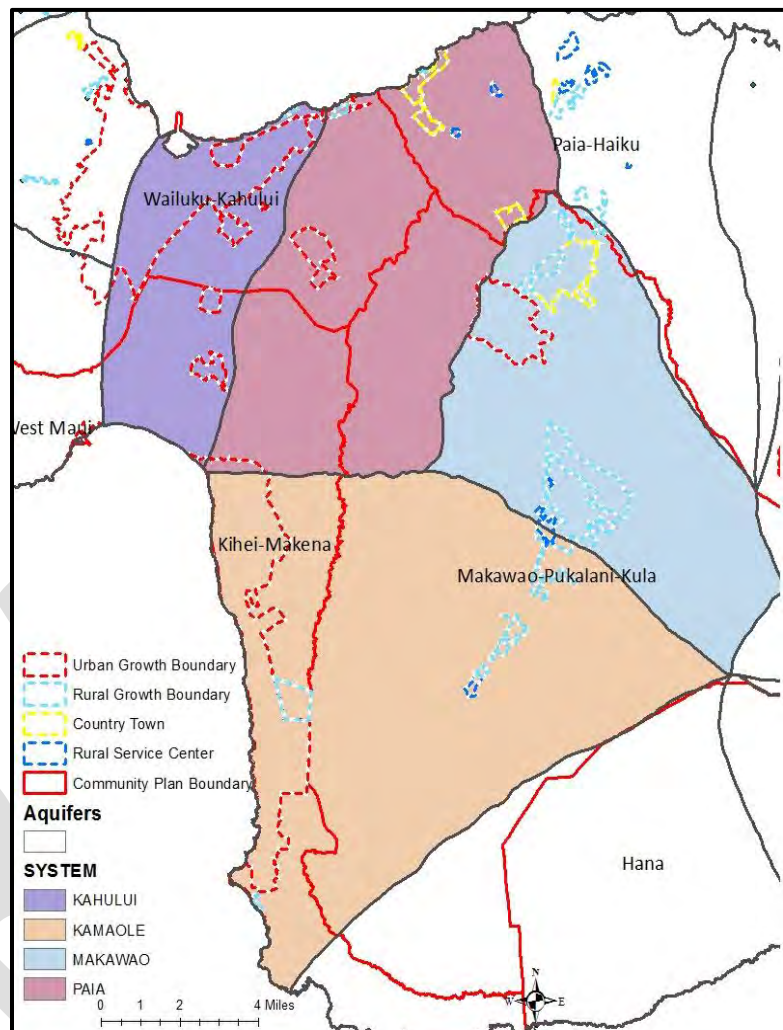 Paia-Haiku
Wailuku-Kahului
West Maui
Kihei-Makena
Makawao-Pukalani-Kula
Urban Growth Boundary
Rural Growth Boundary
Country Town
Rural Service Center
Community Plan Boundary
Aquifers
SYSTEM
Hana
KAHULUI
KAMAOLE
MAKAWAO
PAIA
N
W E
S
0 1 2 4 Miles